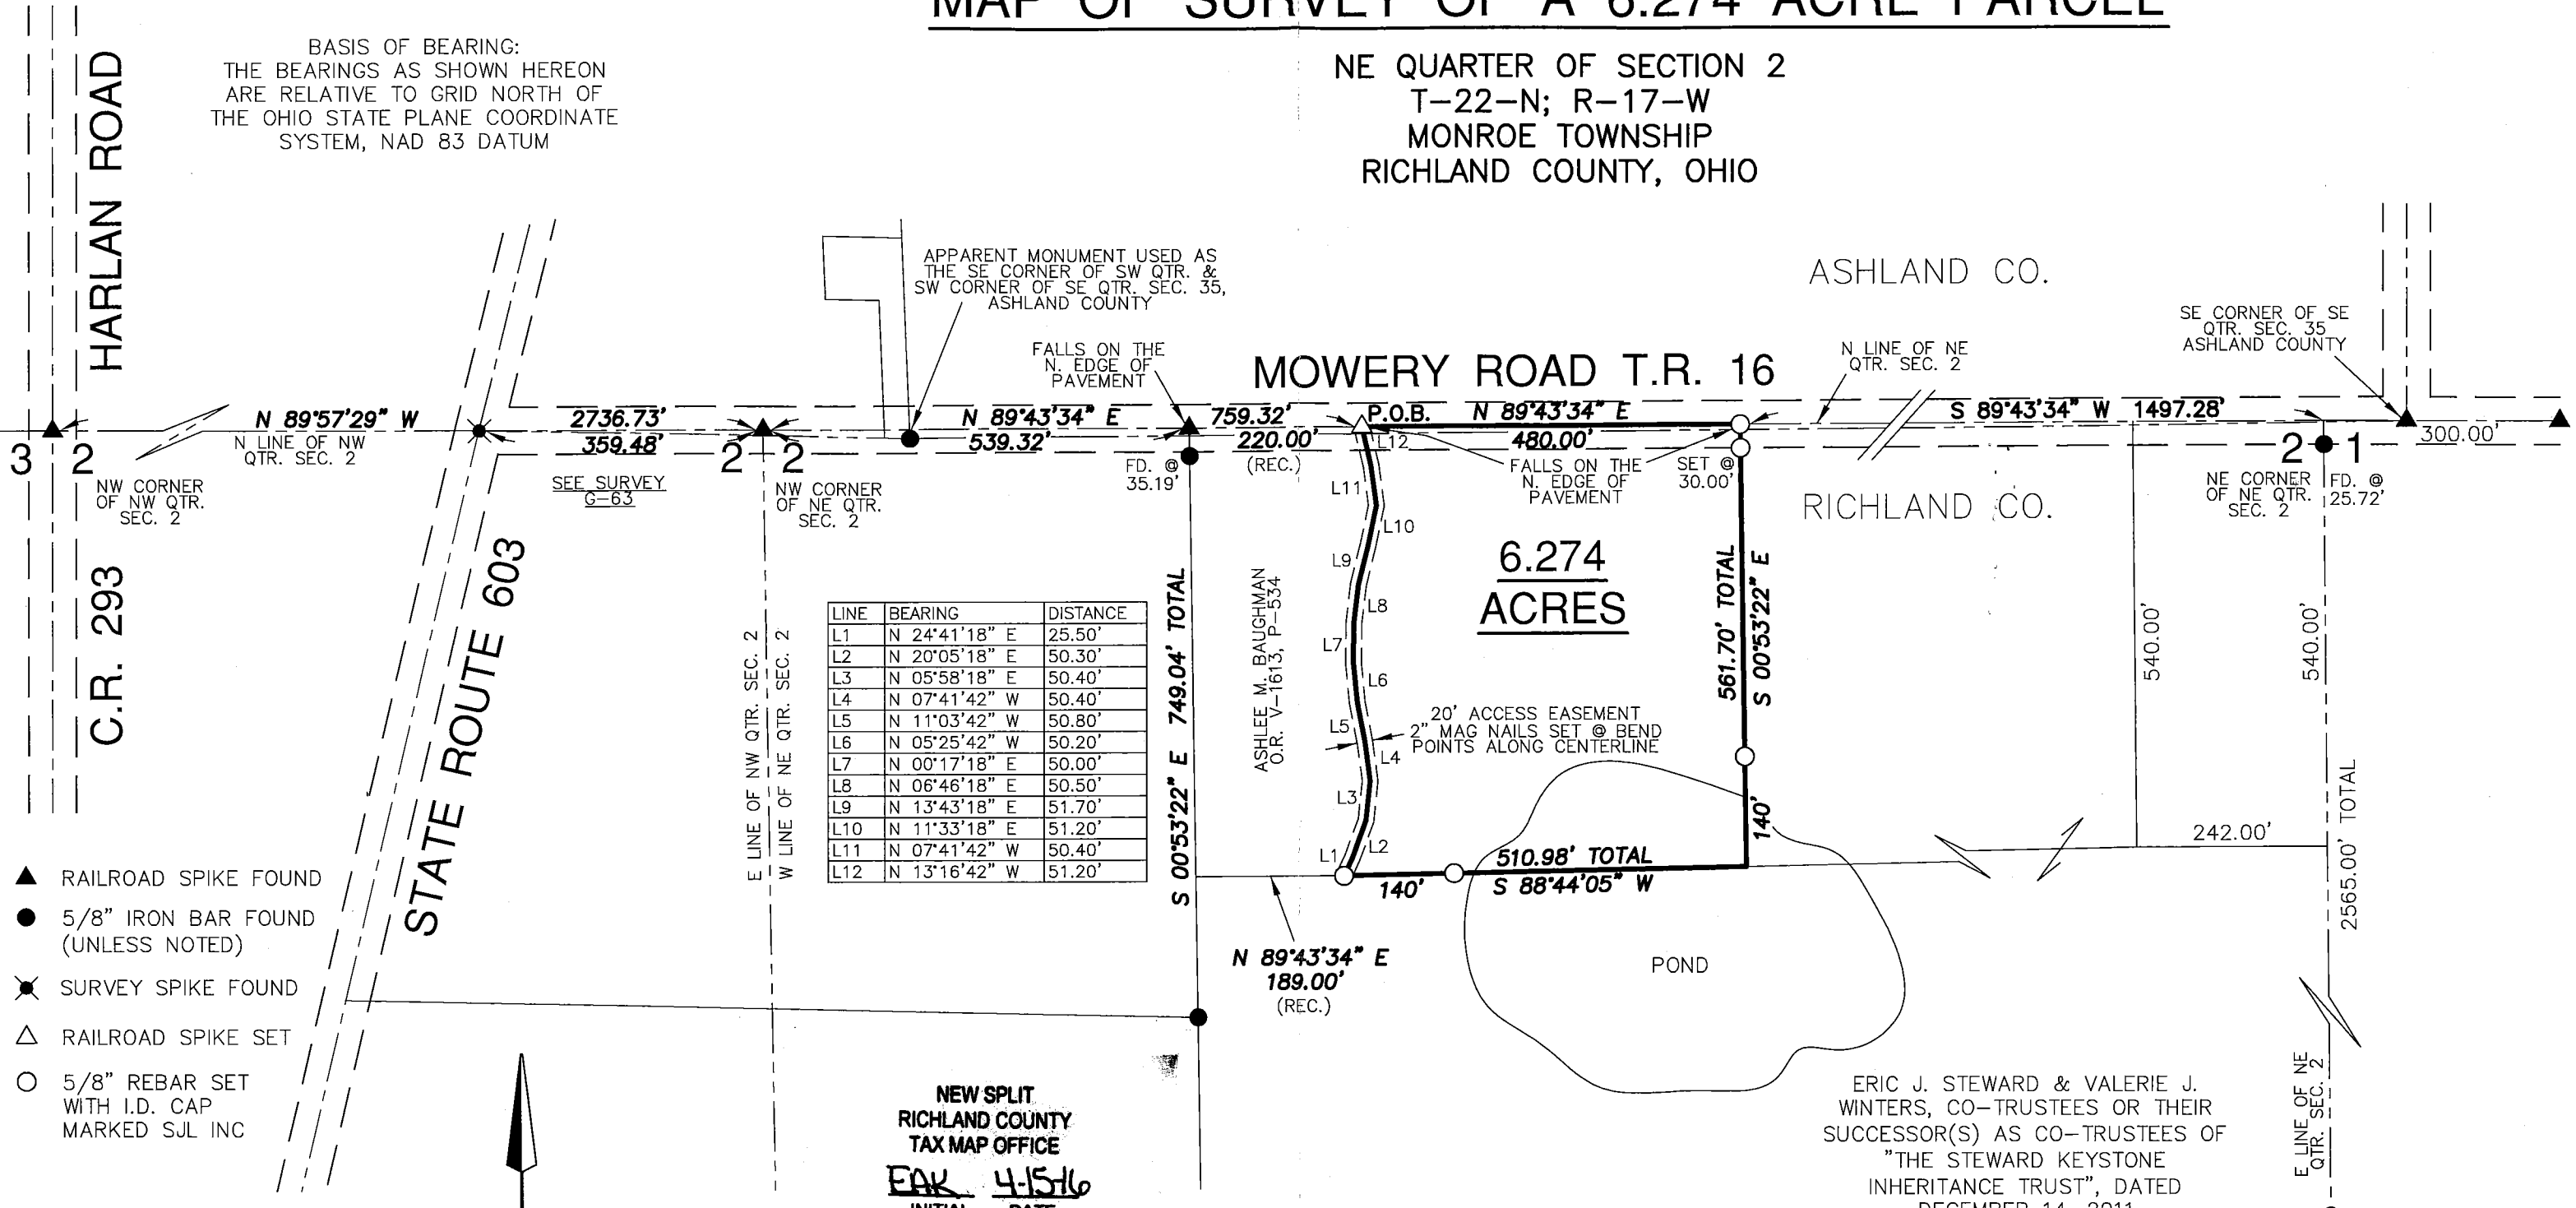 MAP OF SURVEY OF A 6.274 ACRE PARCEL
NE QUARTER OF SECTION 2
T-22-N; R-17-W
MONROE TOWNSHIP
RICHLAND COUNTY, OHIO
BASIS OF BEARING:
THE BEARINGS AS SHOWN HEREON
ARE RELATIVE TO GRID NORTH OF
THE OHIO STATE PLANE COORDINATE
SYSTEM, NAD 83 DATUM
HARLAN ROAD
C.R. 293
STATE ROUTE 603
APPARENT MONUMENT USED AS
THE SE CORNER OF SW QTR. &
SW CORNER OF SE QTR. SEC. 35,
ASHLAND COUNTY
FALLS ON THE
N. EDGE OF
PAVEMENT
MOWERY ROAD T.R. 16
ASHLAND CO.
N LINE OF NE
QTR. SEC. 2
SE CORNER OF SE
QTR. SEC. 35
ASHLAND COUNTY
N 89°57'29" W
2736.73'
N 89°43'34" E
759.32'
P.O.B.
N 89°43'34" E
S 89°43'34" W 1497.28'
N LINE OF NW
QTR. SEC. 2
359.48'
539.32'
220.00'
(REC.)
L12
480.00'
300.00'
3 2
2 2
2 1
NW CORNER
OF NW QTR.
SEC. 2
SEE SURVEY
G-63
NW CORNER
OF NE QTR.
SEC. 2
FD. @
35.19'
FALLS ON THE
N. EDGE OF
PAVEMENT
SET @
30.00'
RICHLAND CO.
NE CORNER
OF NE QTR.
SEC. 2
FD. @
25.72'
L11
L10
L9
L8
L7
L6
L5
L4
L3
L2
L1
6.274
ACRES
561.70' TOTAL
S 00°53'22" E
140'
540.00'
540.00'
242.00'
2565.00' TOTAL
E LINE OF NW QTR. SEC. 2
W LINE OF NE QTR. SEC. 2
LINE BEARING DISTANCE
L1 N 24°41'18" E 25.50'
L2 N 20°05'18" E 50.30'
L3 N 05°58'18" E 50.40'
L4 N 07°41'42" W 50.40'
L5 N 11°03'42" W 50.80'
L6 N 05°25'42" W 50.20'
L7 N 00°17'18" E 50.00'
L8 N 06°46'18" E 50.50'
L9 N 13°43'18" E 51.70'
L10 N 11°33'18" E 51.20'
L11 N 07°41'42" W 50.40'
L12 N 13°16'42" W 51.20'
S 00°53'22" E 749.04' TOTAL
ASHLEE M. BAUGHMAN
O.R. V-1613, P-534
20' ACCESS EASEMENT
2" MAG NAILS SET @ BEND
POINTS ALONG CENTERLINE
510.98' TOTAL
140'
S 88°44'05" W
N 89°43'34" E
189.00'
(REC.)
POND
RAILROAD SPIKE FOUND
5/8" IRON BAR FOUND
(UNLESS NOTED)
SURVEY SPIKE FOUND
RAILROAD SPIKE SET
5/8" REBAR SET
WITH I.D. CAP
MARKED SJL INC
NEW SPLIT
RICHLAND COUNTY
TAX MAP OFFICE
EAK 4-15-16
INITIAL DATE
ERIC J. STEWARD & VALERIE J.
WINTERS, CO-TRUSTEES OR THEIR
SUCCESSOR(S) AS CO-TRUSTEES OF
"THE STEWARD KEYSTONE
INHERITANCE TRUST", DATED
DECEMBER 14, 2011
E LINE OF NE
QTR. SEC. 2